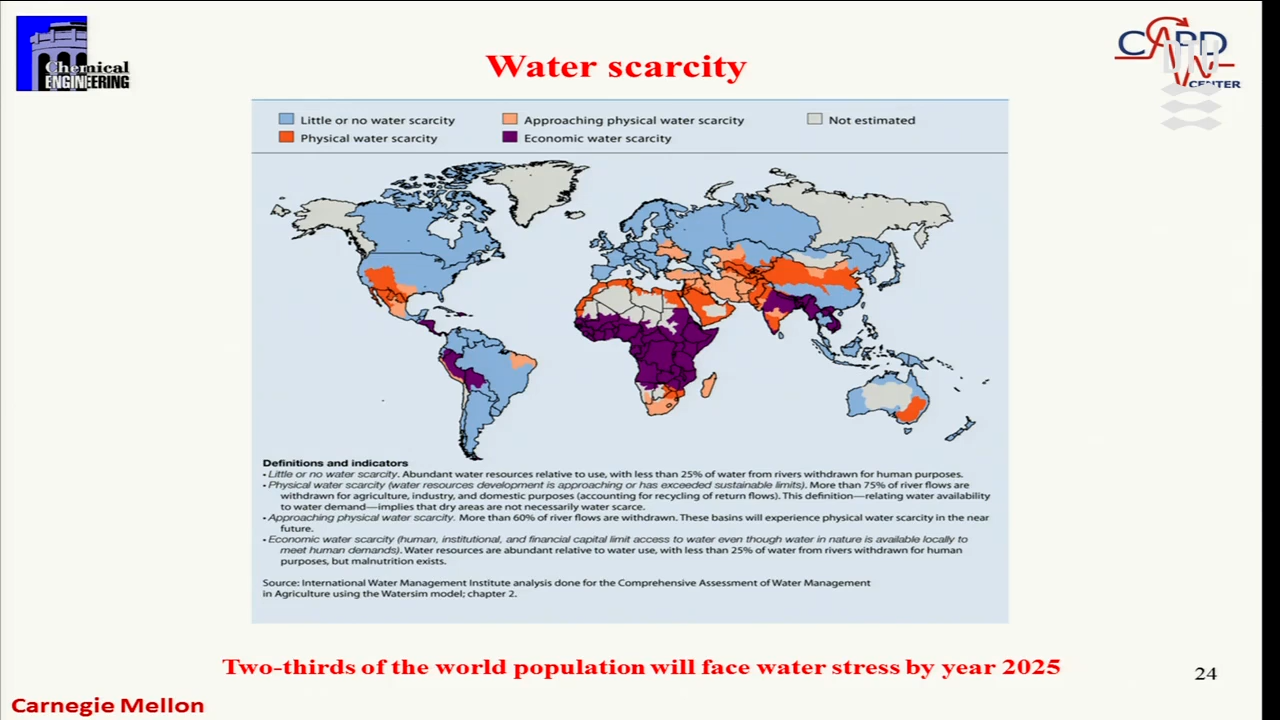 Chemical
ENGINEERING
Water scarcity
CAPD
CENTER
DTU
Little or no water scarcity
Approaching physical water scarcity
Not estimated
Physical water scarcity
Economic water scarcity
Definitions and indicators
• Little or no water scarcity. Abundant water resources relative to use, with less than 25% of water from rivers withdrawn for human purposes.
• Physical water scarcity (water resources development is approaching or has exceeded sustainable limits). More than 75% of river flows are
withdrawn for agriculture, industry, and domestic purposes (accounting for recycling of return flows). This definition—relating water availability
to water demand—implies that dry areas are not necessarily water scarce.
• Approaching physical water scarcity. More than 60% of river flows are withdrawn. These basins will experience physical water scarcity in the near
future.
• Economic water scarcity (human, institutional, and financial capital limit access to water even though water in nature is available locally to
meet human demands). Water resources are abundant relative to water use, with less than 25% of water from rivers withdrawn for human
purposes, but malnutrition exists.
Source: International Water Management Institute analysis done for the Comprehensive Assessment of Water Management
in Agriculture using the Watersim model; chapter 2.
Two-thirds of the world population will face water stress by year 2025
24
Carnegie Mellon